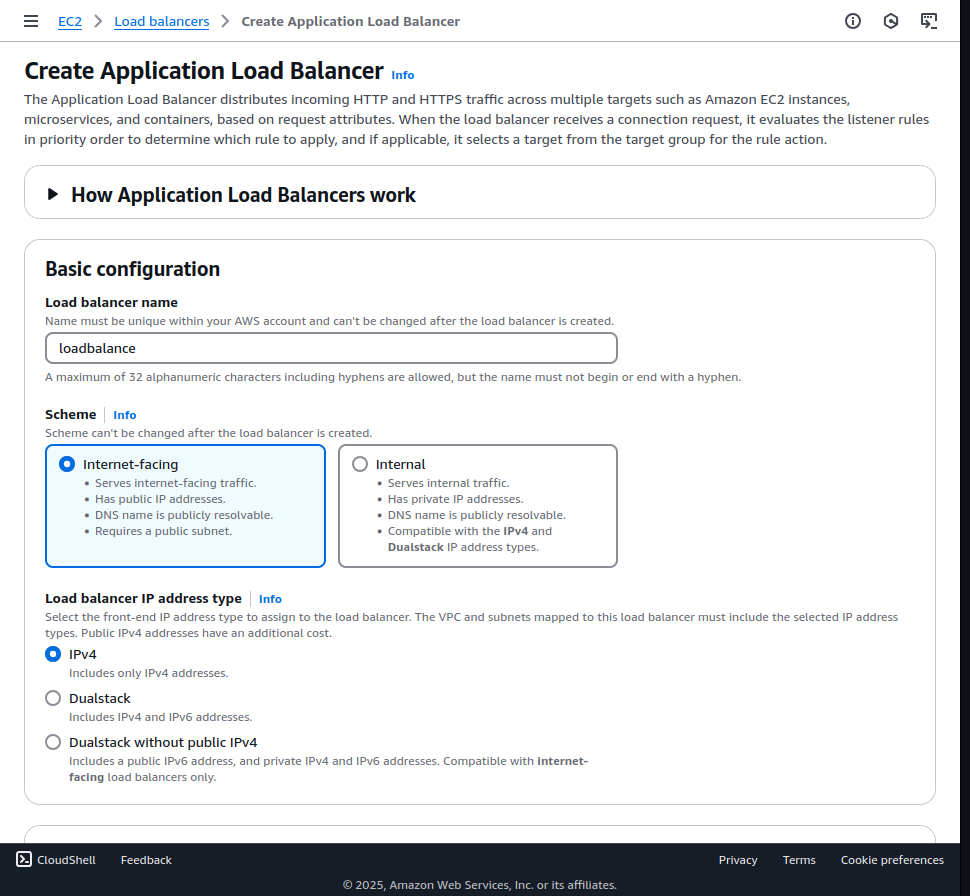 EC2 > Load balancers > Create Application Load Balancer
Create Application Load Balancer Info
The Application Load Balancer distributes incoming HTTP and HTTPS traffic across multiple targets such as Amazon EC2 instances,
microservices, and containers, based on request attributes. When the load balancer receives a connection request, it evaluates the listener rules
in priority order to determine which rule to apply, and if applicable, it selects a target from the target group for the rule action.
How Application Load Balancers work
Basic configuration
Load balancer name
Name must be unique within your AWS account and can't be changed after the load balancer is created.
loadbalance
A maximum of 32 alphanumeric characters including hyphens are allowed, but the name must not begin or end with a hyphen.
Scheme Info
Scheme can't be changed after the load balancer is created.
Internet-facing
• Serves internet-facing traffic.
• Has public IP addresses.
• DNS name is publicly resolvable.
• Requires a public subnet.
Internal
• Serves internal traffic.
• Has private IP addresses.
• DNS name is publicly resolvable.
• Compatible with the IPv4 and
Dualstack IP address types.
Load balancer IP address type Info
Select the front-end IP address type to assign to the load balancer. The VPC and subnets mapped to this load balancer must include the selected IP address
types. Public IPv4 addresses have an additional cost.
IPv4
Includes only IPv4 addresses.
Dualstack
Includes IPv4 and IPv6 addresses.
Dualstack without public IPv4
Includes a public IPv6 address, and private IPv4 and IPv6 addresses. Compatible with internet-
facing load balancers only.
CloudShell Feedback Privacy Terms Cookie preferences
© 2025, Amazon Web Services, Inc. or its affiliates.